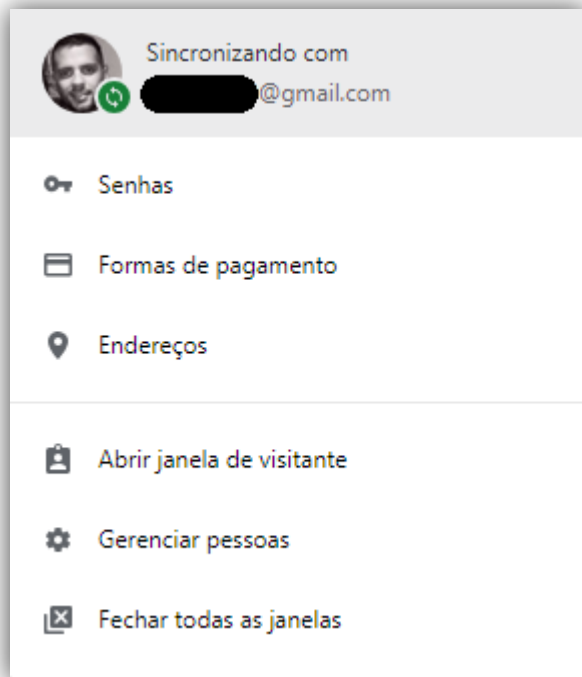 Sincronizando com
@gmail.com
Senhas
Formas de pagamento
Endereços
Abrir janela de visitante
Gerenciar pessoas
Fechar todas as janelas